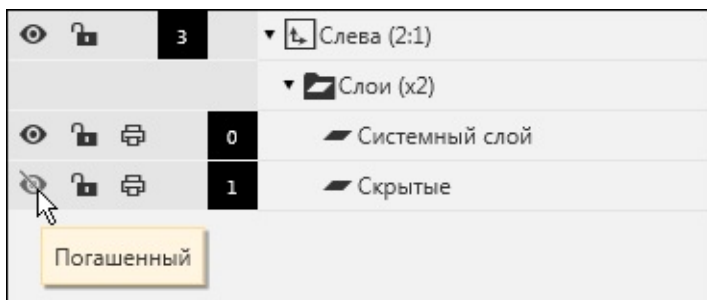 3 Слева (2:1)
Слои (x2)
0 Системный слой
1 Скрытые
Погашенный